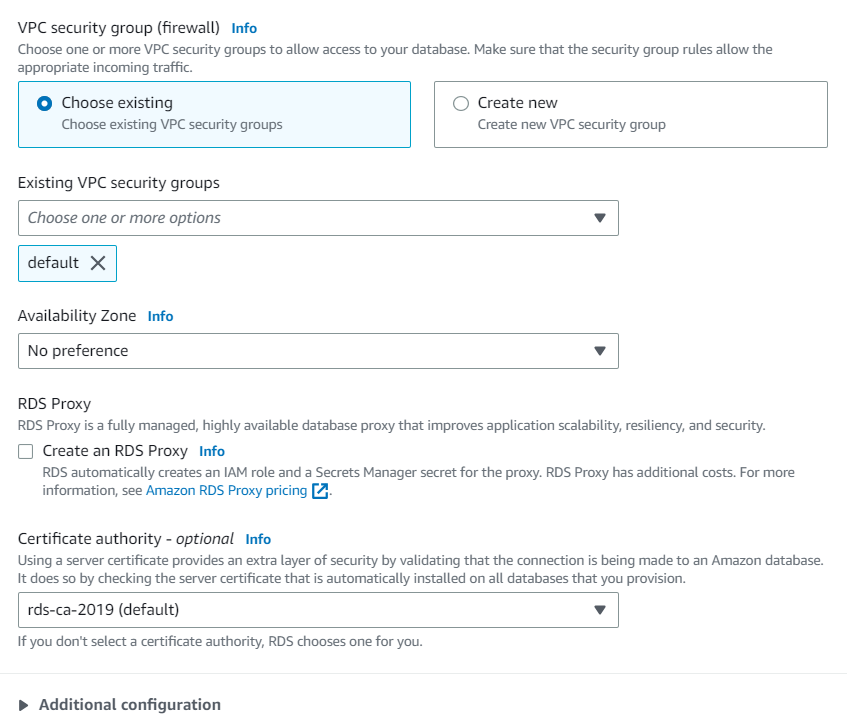 VPC security group (firewall) Info
Choose one or more VPC security groups to allow access to your database. Make sure that the security group rules allow the
appropriate incoming traffic.
Choose existing
Choose existing VPC security groups
Create new
Create new VPC security group
Existing VPC security groups
Choose one or more options
default
Availability Zone Info
No preference
RDS Proxy
RDS Proxy is a fully managed, highly available database proxy that improves application scalability, resiliency, and security.
Create an RDS Proxy Info
RDS automatically creates an IAM role and a Secrets Manager secret for the proxy. RDS Proxy has additional costs. For more
information, see Amazon RDS Proxy pricing.
Certificate authority - optional Info
Using a server certificate provides an extra layer of security by validating that the connection is being made to an Amazon database.
It does so by checking the server certificate that is automatically installed on all databases that you provision.
rds-ca-2019 (default)
If you don't select a certificate authority, RDS chooses one for you.
Additional configuration